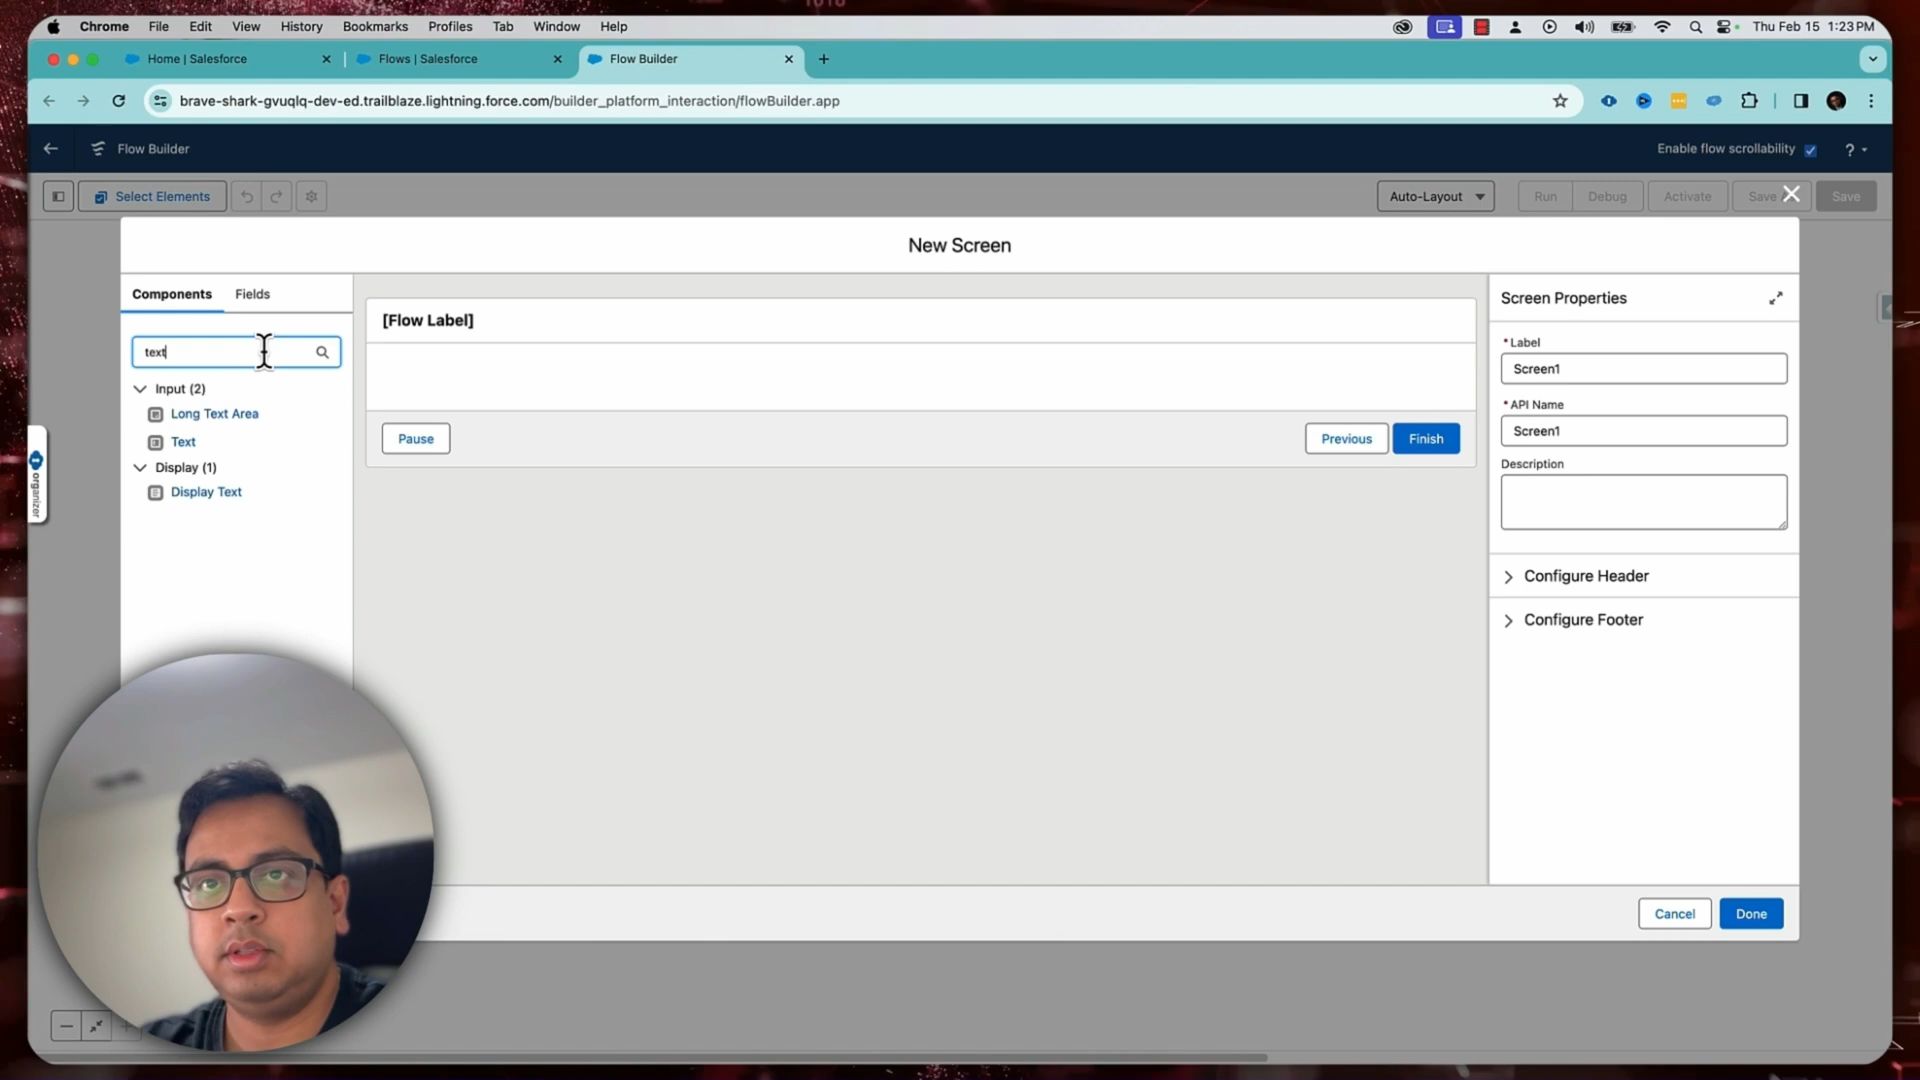 Chrome File Edit View History Bookmarks Profiles Tab Window Help Thu Feb 15 1:23 PM
Home | Salesforce Flows | Salesforce Flow Builder
brave-shark-gvuqlq-dev-ed.trailblaze.lightning.force.com/builder_platform_interaction/flowBuilder.app
Flow Builder Enable flow scrollability ?
Select Elements Auto-Layout Run Debug Activate Save Save
New Screen
Components Fields
text
Input (2)
Long Text Area
Text
Display (1)
Display Text
[Flow Label]
Pause Previous Finish
Screen Properties
* Label
Screen1
* API Name
Screen1
Description
Configure Header
Configure Footer
organizer
Cancel Done